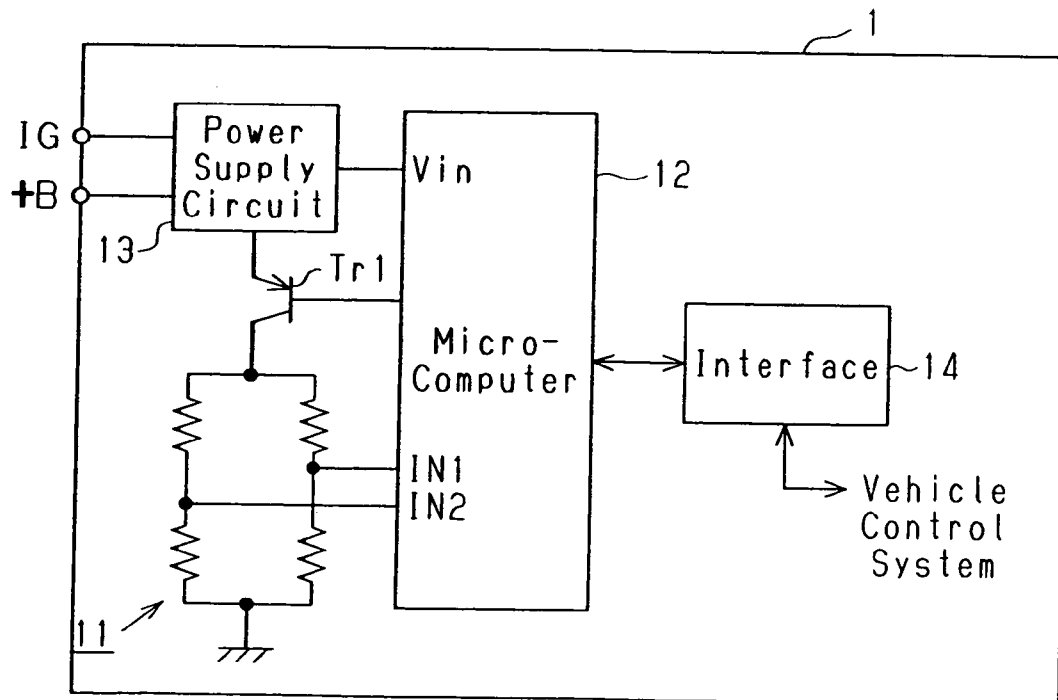 1
IG
+B
Power
Supply
Circuit
13
Vin
12
Tr1
Micro-
Computer
Interface
14
IN1
IN2
Vehicle
Control
System
11